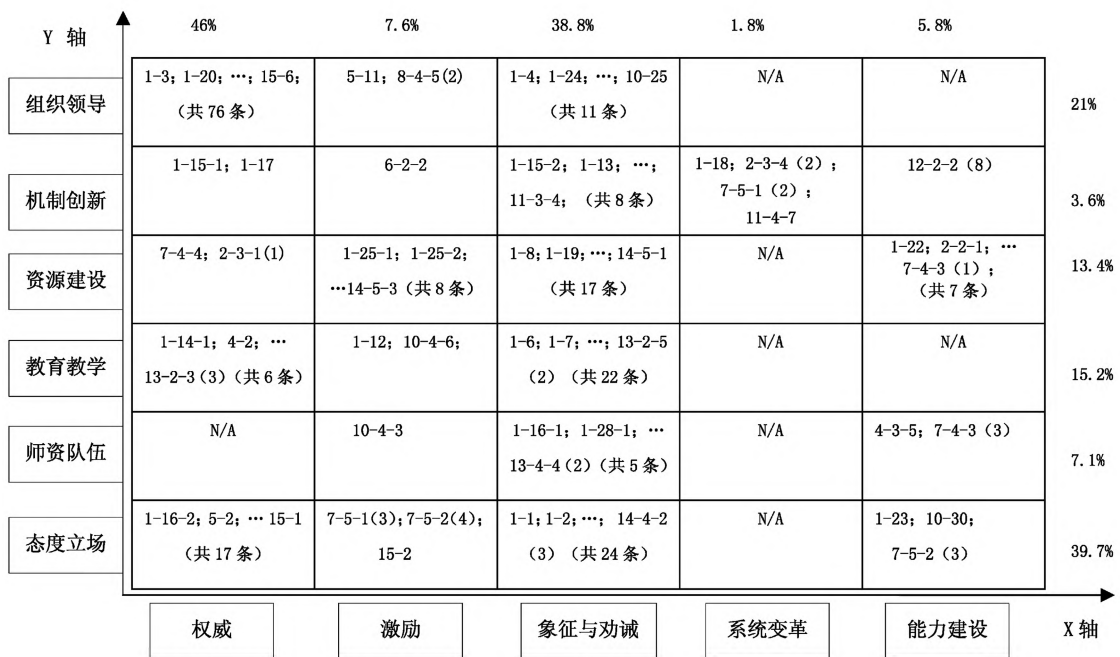 46% 7.6% 38.8% 1.8% 5.8%
Y 轴
组织领导
1-3; 1-20; …; 15-6;
(共 76 条)
5-11; 8-4-5(2)
1-4; 1-24; …; 10-25
(共 11 条)
N/A
N/A
21%
机制创新
1-15-1; 1-17
6-2-2
1-15-2; 1-13; …;
11-3-4; (共 8 条)
1-18; 2-3-4 (2);
7-5-1 (2);
11-4-7
12-2-2 (8)
3.6%
资源建设
7-4-4; 2-3-1(1)
1-25-1; 1-25-2;
…14-5-3 (共 8 条)
1-8; 1-19; …; 14-5-1
(共 17 条)
N/A
1-22; 2-2-1; …
7-4-3 (1);
(共 7 条)
13.4%
教育教学
1-14-1; 4-2; …
13-2-3(3) (共 6 条)
1-12; 10-4-6;
1-6; 1-7; …; 13-2-5
(2) (共 22 条)
N/A
N/A
15.2%
师资队伍
N/A
10-4-3
1-16-1; 1-28-1; …
13-4-4(2) (共 5 条)
N/A
4-3-5; 7-4-3 (3)
7.1%
态度立场
1-16-2; 5-2; … 15-1
(共 17 条)
7-5-1(3); 7-5-2(4);
15-2
1-1; 1-2; …; 14-4-2
(3) (共 24 条)
N/A
1-23; 10-30;
7-5-2 (3)
39.7%
权威 激励 象征与劝诫 系统变革 能力建设 X 轴